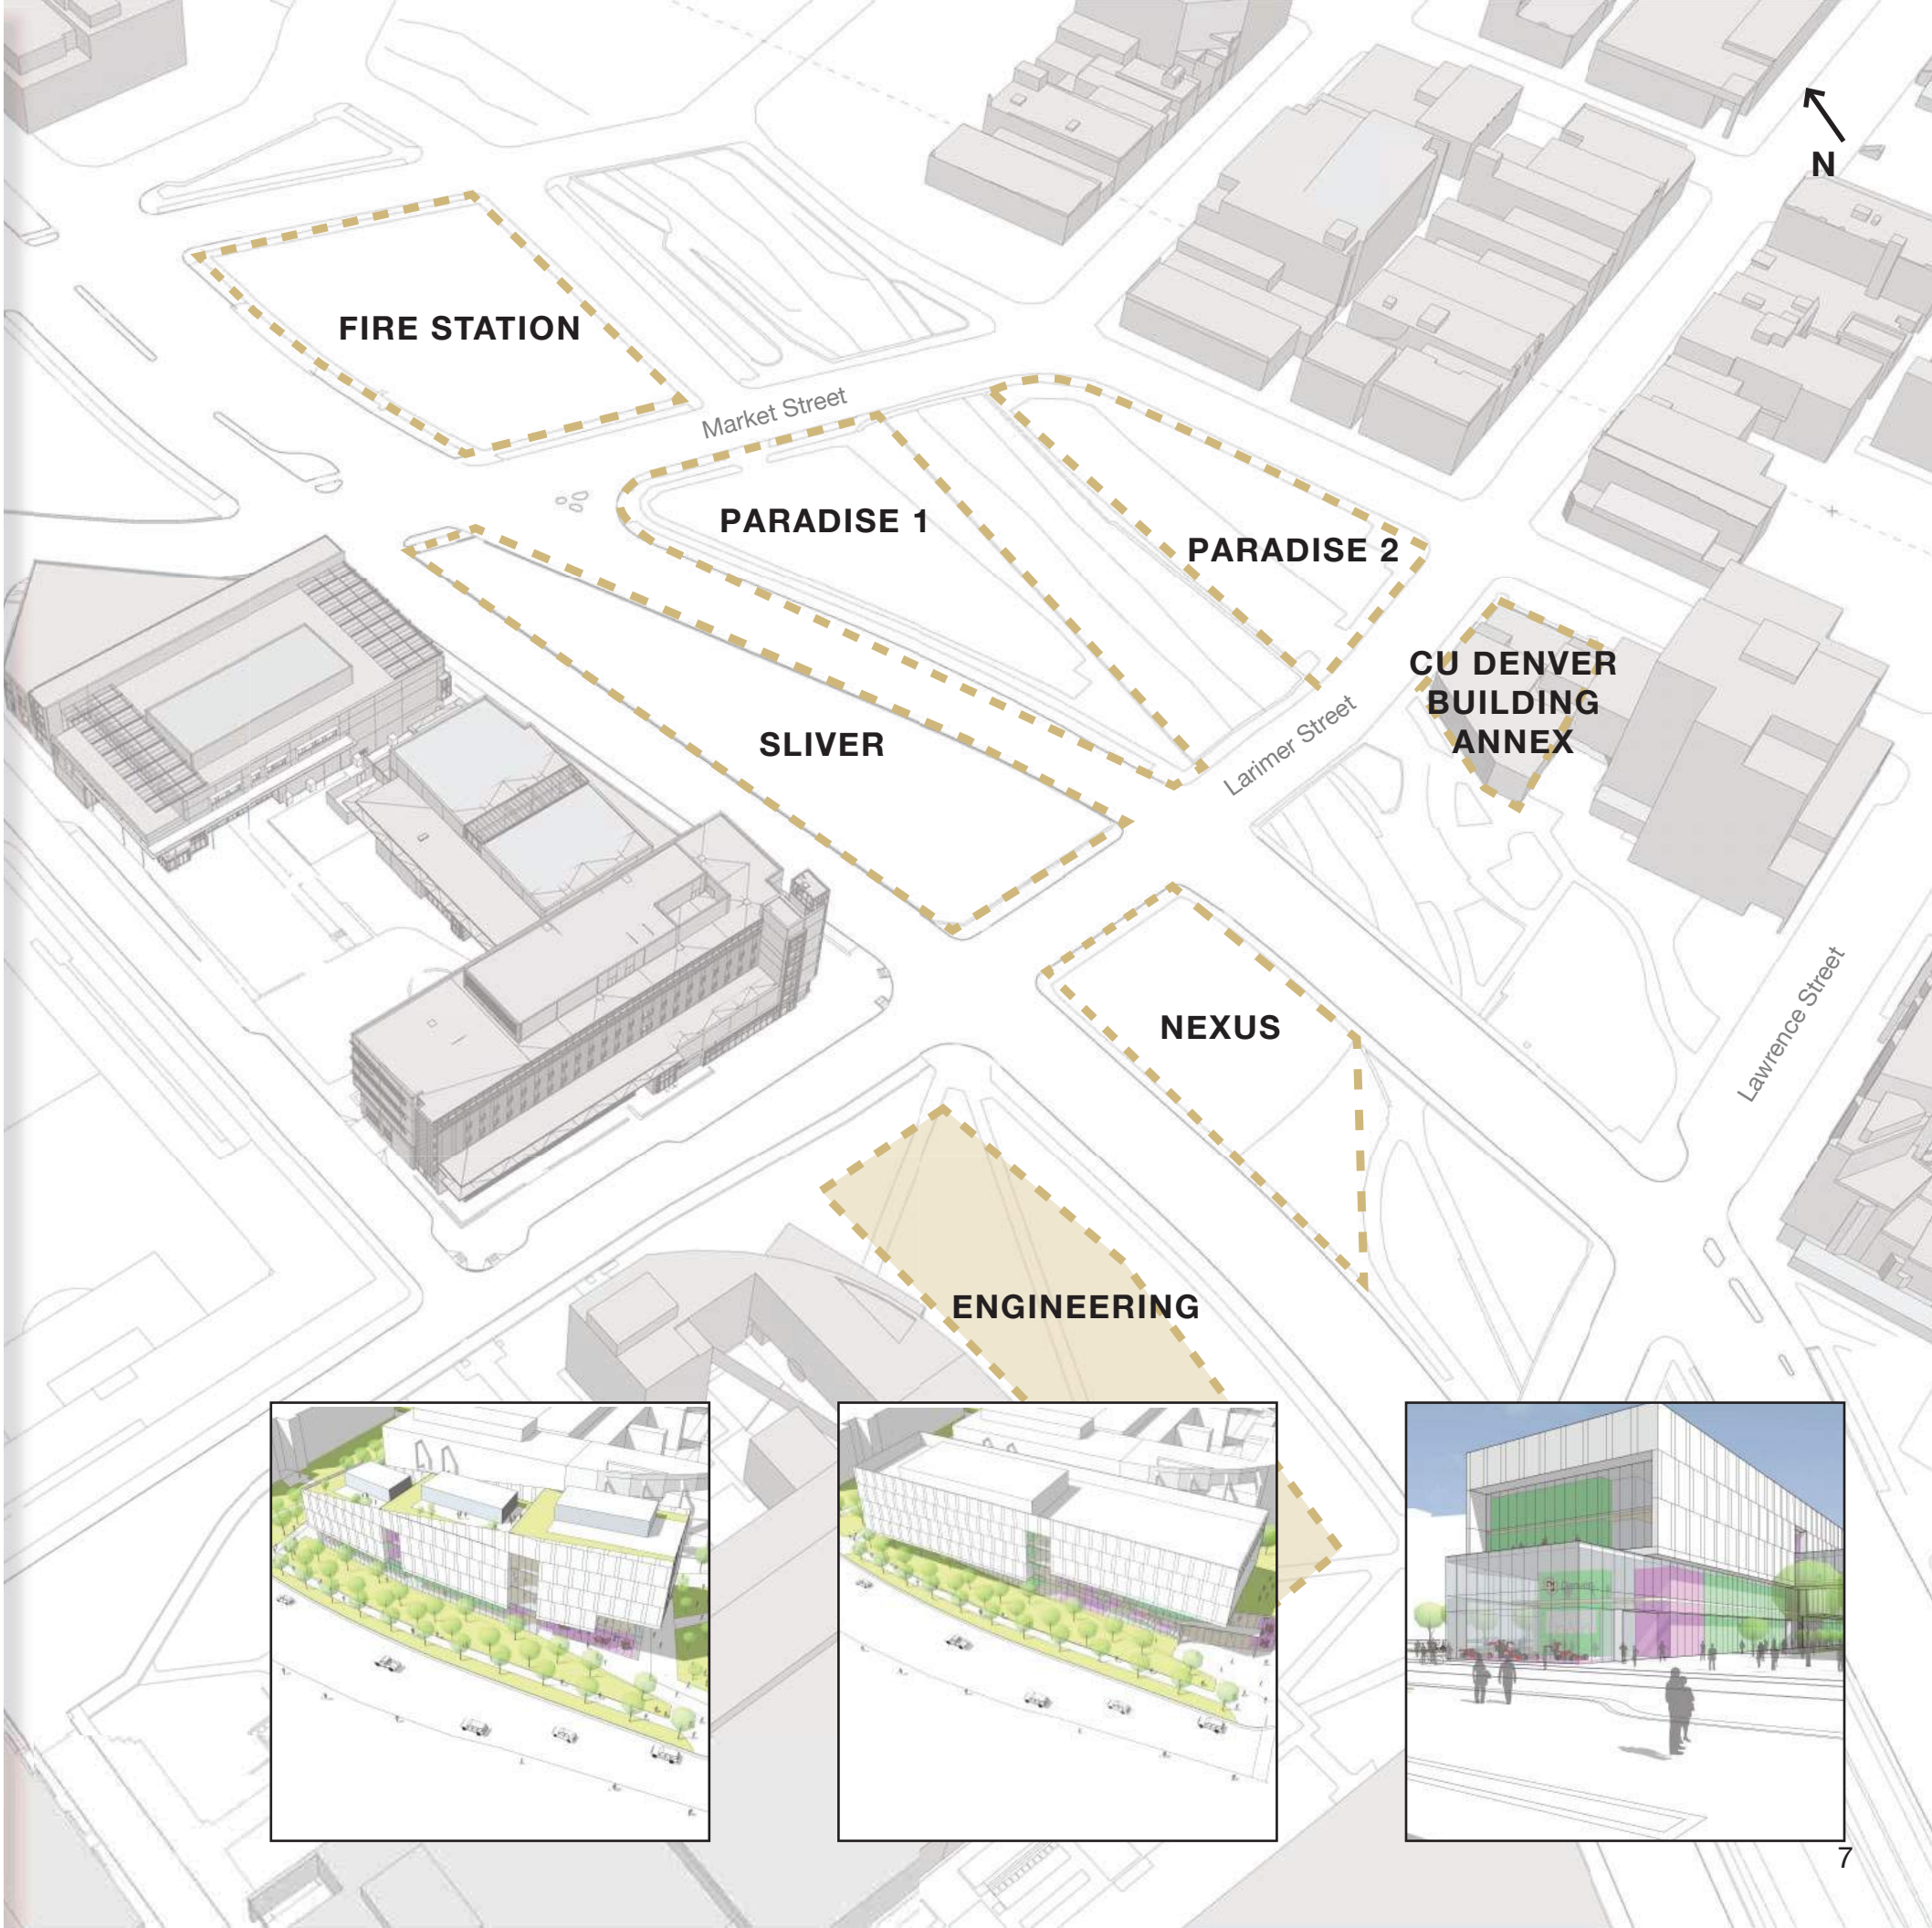 N
FIRE STATION
Market Street
PARADISE 1
PARADISE 2
CU DENVER
BUILDING
ANNEX
SLIVER
Larimer Street
NEXUS
Lawrence Street
ENGINEERING
7